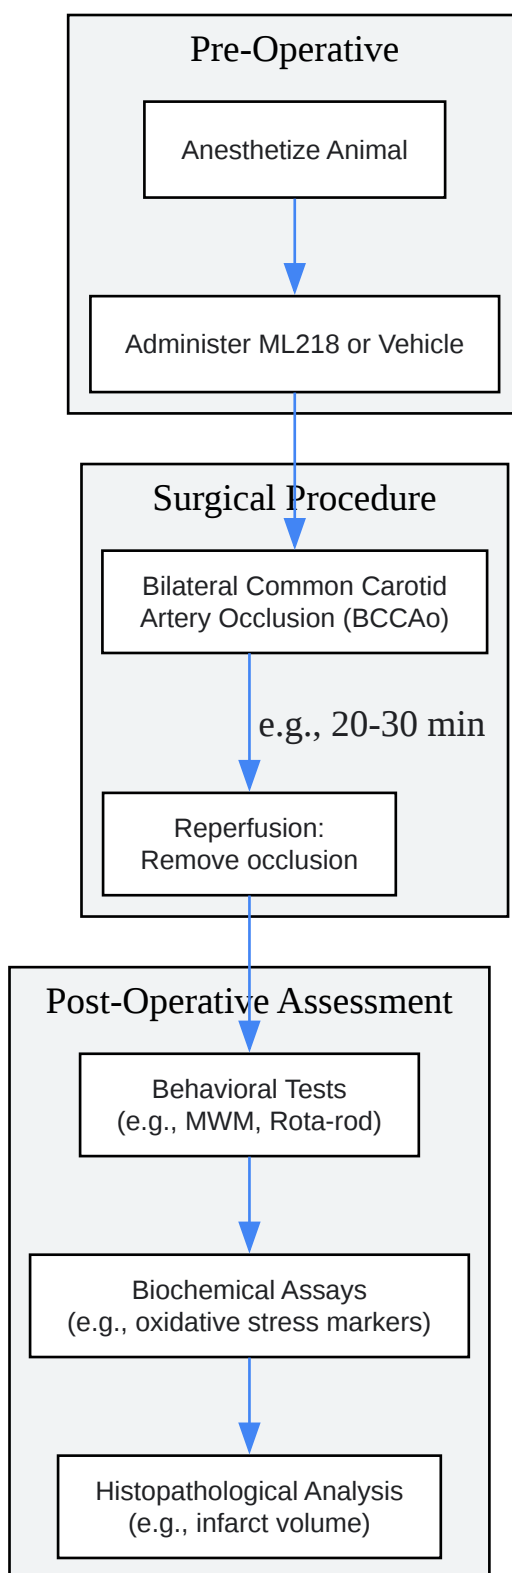 Pre-Operative
Anesthetize Animal
Administer ML218 or Vehicle
Surgical Procedure
Bilateral Common Carotid
Artery Occlusion (BCCAo)
e.g., 20-30 min
Reperfusion:
Remove occlusion
Post-Operative Assessment
Behavioral Tests
(e.g., MWM, Rota-rod)
Biochemical Assays
(e.g., oxidative stress markers)
Histopathological Analysis
(e.g., infarct volume)